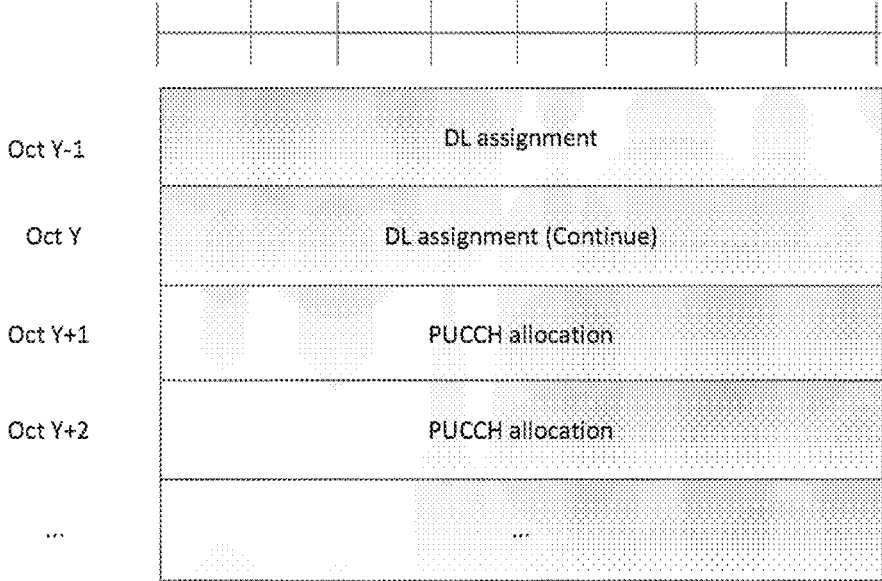 Oct Y-1 DL assignment
Oct Y DL assignment (Continue)
Oct Y+1 PUCCH allocation
Oct Y+2 PUCCH allocation
... ...